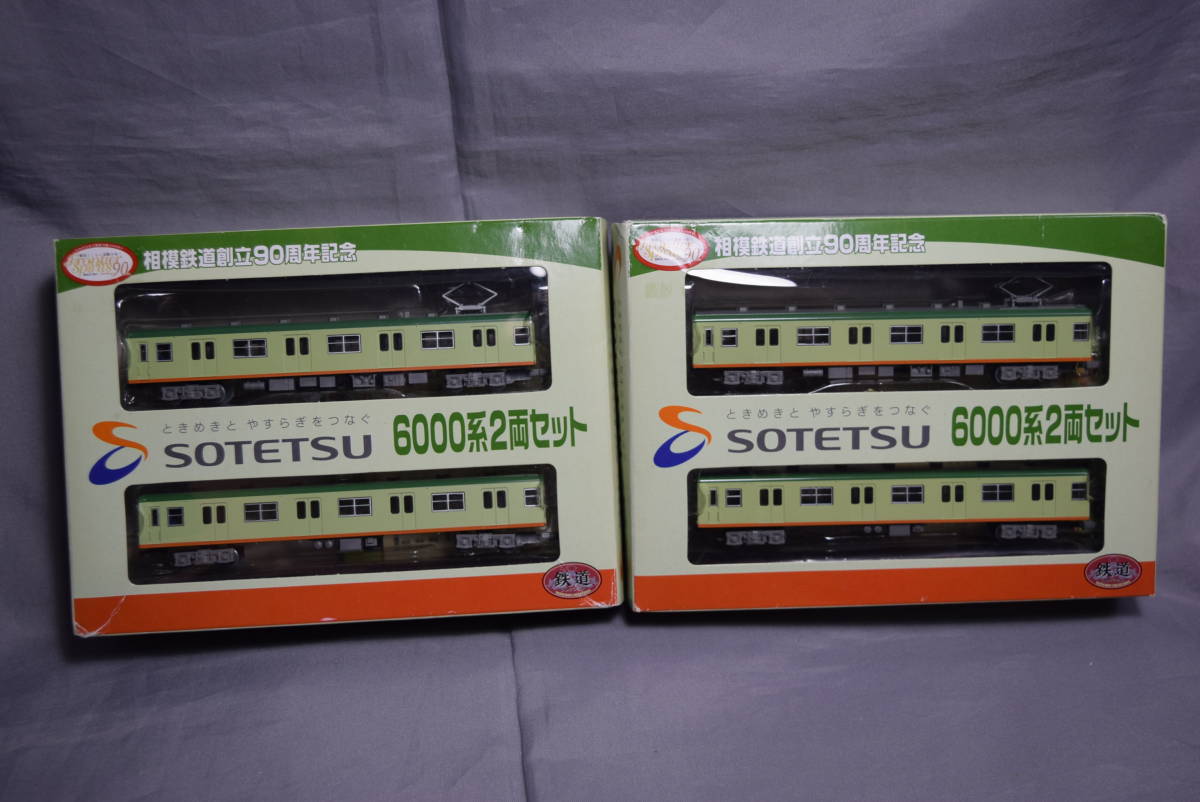 相模鉄道創立90周年記念
ときめきと やすらぎをつなぐ
SOTETSU
6000系2両セット
鉄道
相模鉄道創立90周年記念
ときめきと やすらぎをつなぐ
SOTETSU
6000系2両セット
鉄道